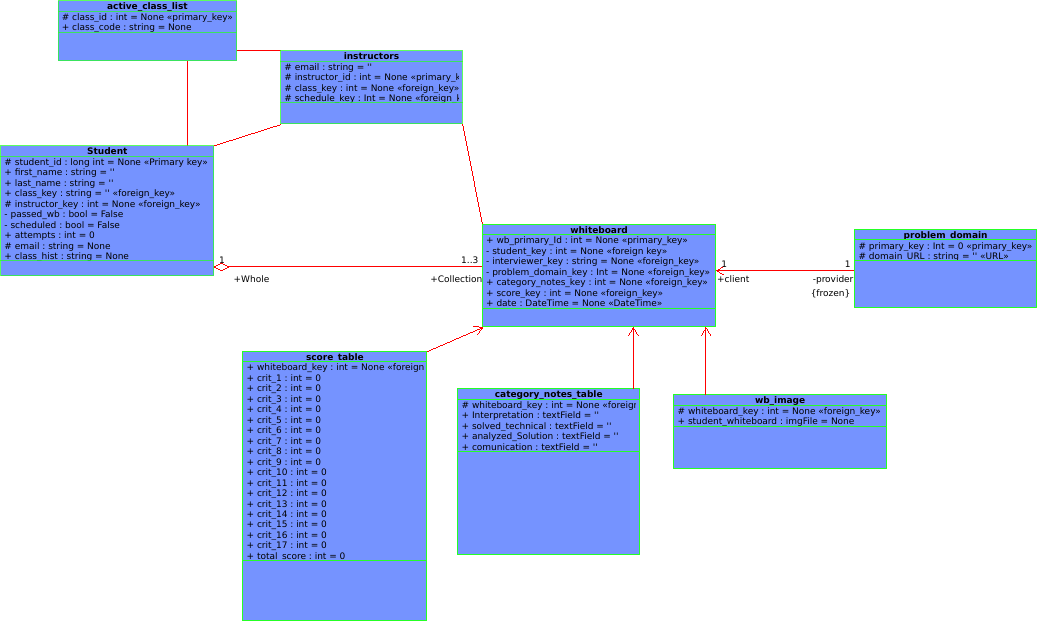 active_class_list
# class_id : int = None «primary_key»
+ class_code : string = None
instructors
# email : string = ''
# instructor_id : int = None «primary_k
# class_key : int = None «foreign_key»
# schedule_key : Int = None «foreign_k
Student
# student_id : long int = None «Primary key»
+ first_name : string = ''
+ last_name : string = ''
+ class_key : string = '' «foreign_key»
# instructor_key : int = None «foreign_key»
- passed_wb : bool = False
- scheduled : bool = False
+ attempts : int = 0
# email : string = None
+ class_hist : string = None
1
+Whole
1..3
+Collection
whiteboard
+ wb_primary_Id : int = None «primary_key»
- student_key : int = None «foreign key»
- interviewer_key : string = None «foreign_key»
- problem_domain_key : Int = None «foreign_key»
+ category_notes_key : int = None «foreign_key»
+ score_key : int = None «foreign_key»
+ date : DateTime = None «DateTime»
1
+client
1
-provider
{frozen}
problem_domain
# primary_key : Int = 0 «primary_key»
# domain_URL : string = '' «URL»
score_table
+ whiteboard_key : int = None «foreign
+ crit_1 : int = 0
+ crit_2 : int = 0
+ crit_3 : int = 0
+ crit_4 : int = 0
+ crit_5 : int = 0
+ crit_6 : int = 0
+ crit_7 : int = 0
+ crit_8 : int = 0
+ crit_9 : int = 0
+ crit_10 : int = 0
+ crit_11 : int = 0
+ crit_12 : int = 0
+ crit_13 : int = 0
+ crit_14 : int = 0
+ crit_15 : int = 0
+ crit_16 : int = 0
+ crit_17 : int = 0
+ total_score : int = 0
category_notes_table
# whiteboard_key : int = None «foreign
+ Interpretation : textField = ''
+ solved_technical : textField = ''
+ analyzed_Solution : textField = ''
+ comunication : textField = ''
wb_image
# whiteboard_key : int = None «foreign_key»
+ student_whiteboard : imgFile = None